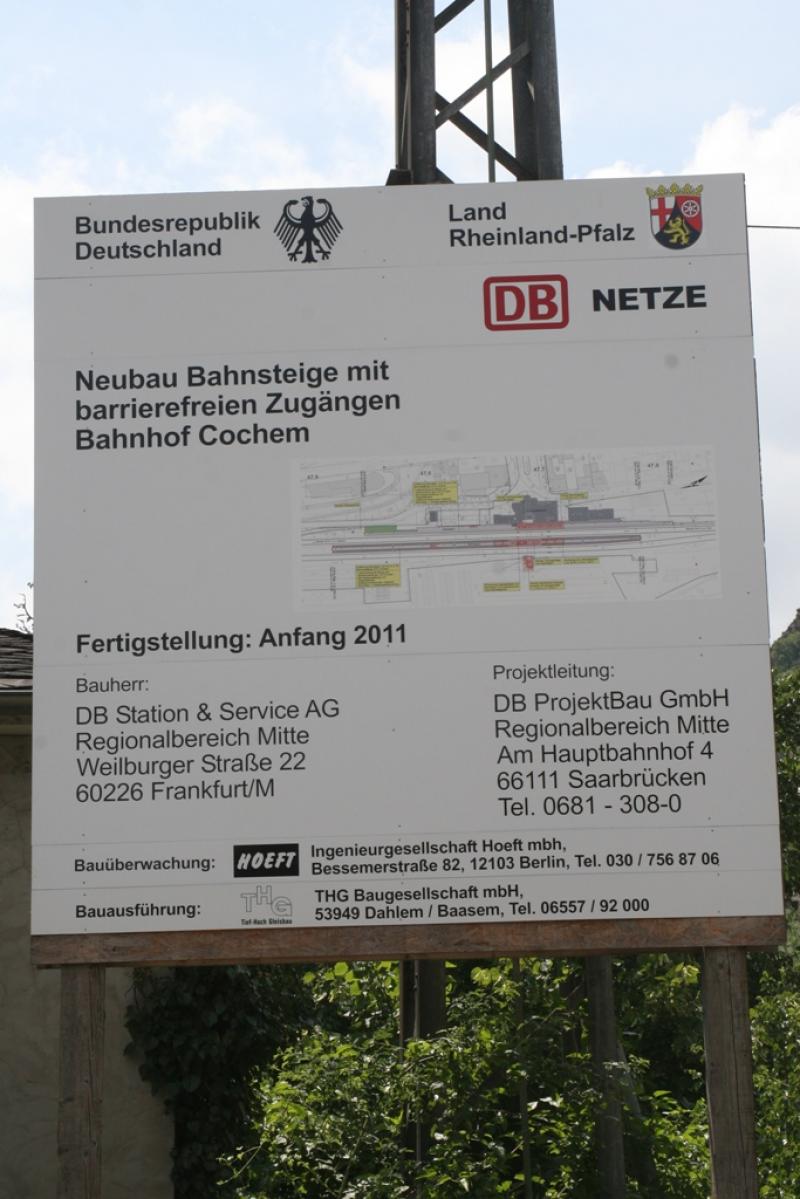 Bundesrepublik
Deutschland
Land
Rheinland-Pfalz
DB NETZE
Neubau Bahnsteige mit
barrierefreien Zugängen
Bahnhof Cochem
Fertigstellung: Anfang 2011
Bauherr:
DB Station & Service AG
Regionalbereich Mitte
Weilburger Straße 22
60226 Frankfurt/M
Projektleitung:
DB ProjektBau GmbH
Regionalbereich Mitte
Am Hauptbahnhof 4
66111 Saarbrücken
Tel. 0681 - 308-0
Bauüberwachung:
HOEFT
Ingenieurgesellschaft Hoeft mbh,
Bessemerstraße 82, 12103 Berlin, Tel. 030 / 756 87 06
Bauausführung:
THG
Tief-Hoch Gleisbau
THG Baugesellschaft mbH,
53949 Dahlem / Baasem, Tel. 06557 / 92 000